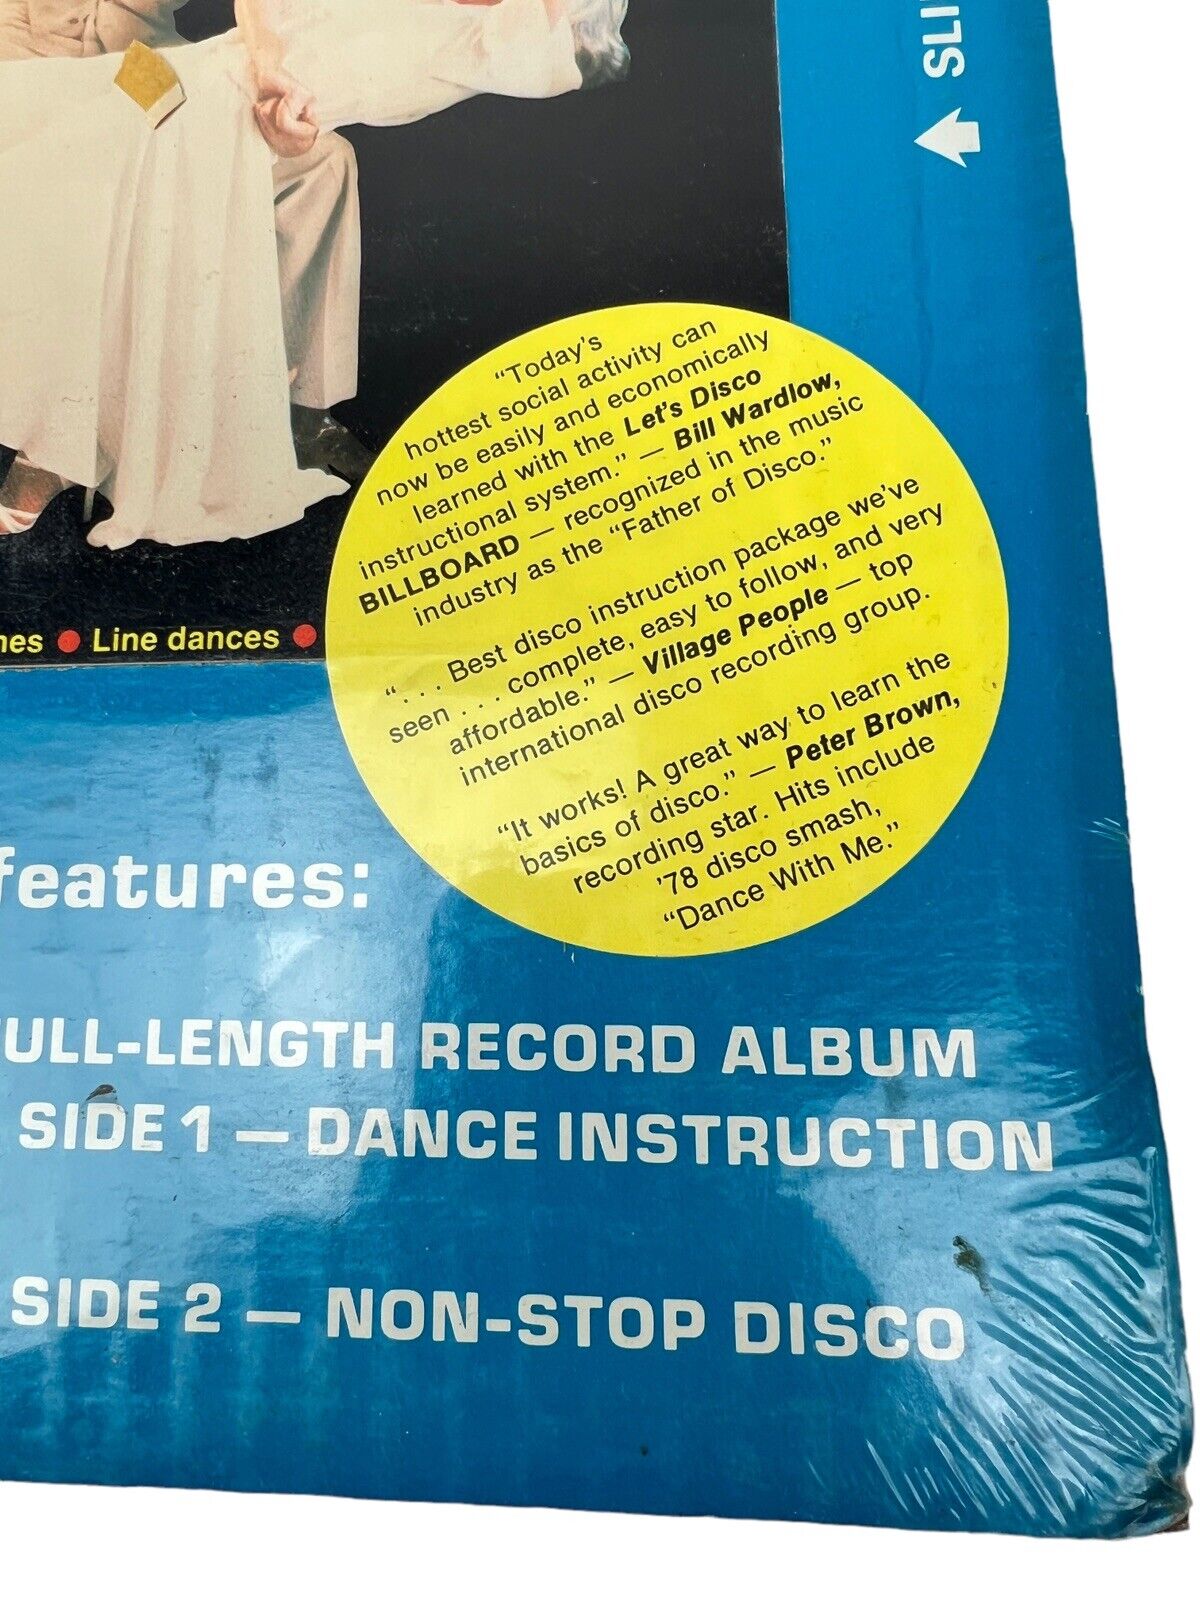 SLI
"Today's
hottest social activity can
now be easily and economically
learned with the Let's Disco
instructional system." — Bill Wardlow,
BILLBOARD — recognized in the music
industry as the "Father of Disco."
". . . Best disco instruction package we've
seen . . . complete, easy to follow, and very
affordable." — Village People — top
international disco recording group.
"It works! A great way to learn the
basics of disco." — Peter Brown,
recording star. Hits include
'78 disco smash,
"Dance With Me."
nes ● Line dances ●
features:
ULL-LENGTH RECORD ALBUM
SIDE 1 — DANCE INSTRUCTION
SIDE 2 — NON-STOP DISCO